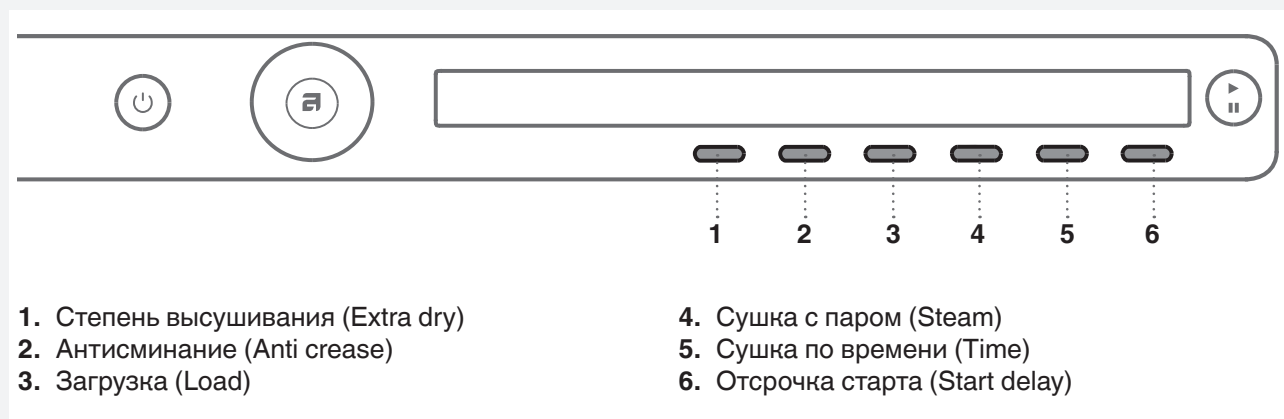 1 2 3 4 5 6
1. Степень высушивания (Extra dry)
2. Антисминание (Anti crease)
3. Загрузка (Load)
4. Сушка с паром (Steam)
5. Сушка по времени (Time)
6. Отсрочка старта (Start delay)